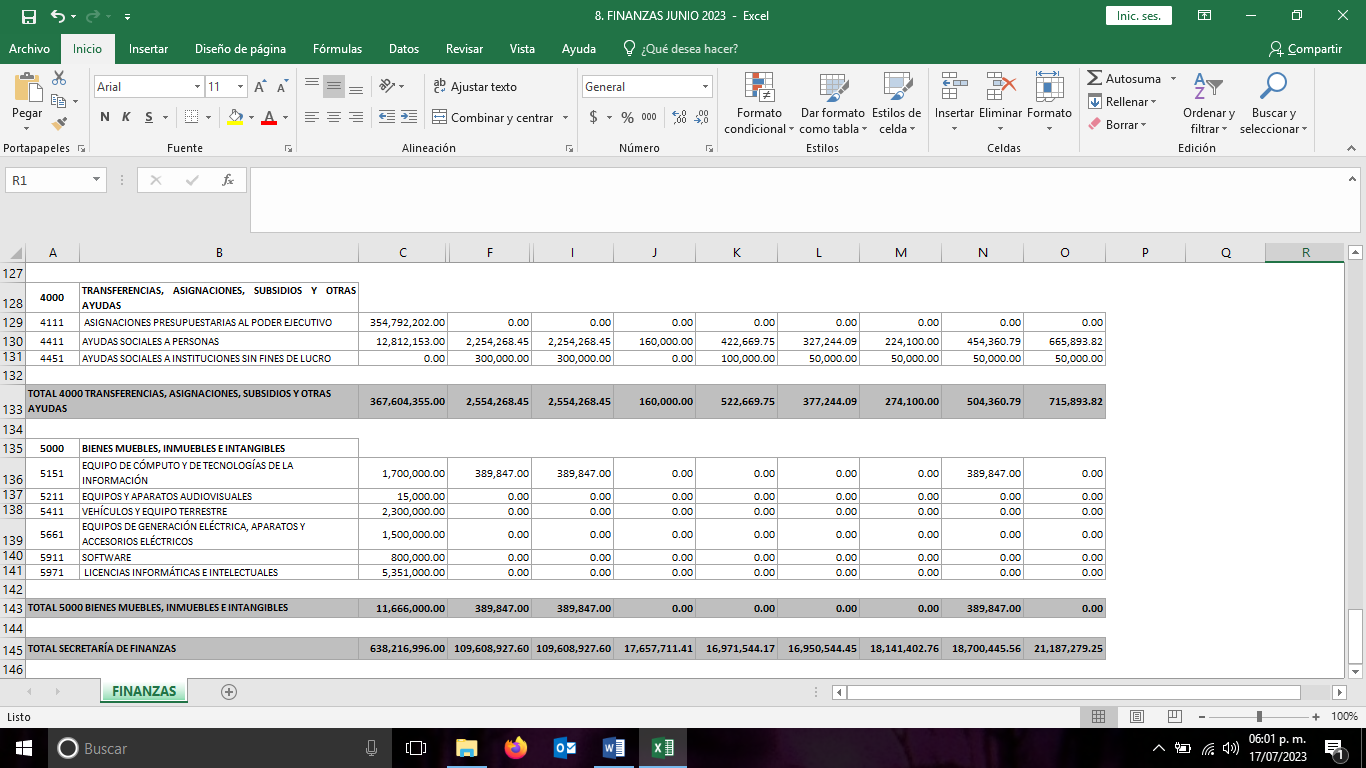 8. FINANZAS JUNIO 2023 - Excel
Inic. ses.
Archivo Inicio Insertar Diseño de página Fórmulas Datos Revisar Vista Ayuda ¿Qué desea hacer? Compartir
Pegar
Arial 11
N K S
ab Ajustar texto
Combinar y centrar
General
$ % 000
Formato condicional
Dar formato como tabla
Estilos de celda
Insertar Eliminar Formato
Autosuma
Rellenar
Borrar
Ordenar y filtrar
Buscar y seleccionar
Portapapeles Fuente Alineación Número Estilos Celdas Edición
R1 fx
A B C F I J K L M N O P Q R
127
128 4000 TRANSFERENCIAS, ASIGNACIONES, SUBSIDIOS Y OTRAS
AYUDAS
129 4111 ASIGNACIONES PRESUPUESTARIAS AL PODER EJECUTIVO 354,792,202.00 0.00 0.00 0.00 0.00 0.00 0.00 0.00 0.00
130 4411 AYUDAS SOCIALES A PERSONAS 12,812,153.00 2,254,268.45 2,254,268.45 160,000.00 422,669.75 327,244.09 224,100.00 454,360.79 665,893.82
131 4451 AYUDAS SOCIALES A INSTITUCIONES SIN FINES DE LUCRO 0.00 300,000.00 300,000.00 0.00 100,000.00 50,000.00 50,000.00 50,000.00 50,000.00
132
133 TOTAL 4000 TRANSFERENCIAS, ASIGNACIONES, SUBSIDIOS Y OTRAS
AYUDAS 367,604,355.00 2,554,268.45 2,554,268.45 160,000.00 522,669.75 377,244.09 274,100.00 504,360.79 715,893.82
134
135 5000 BIENES MUEBLES, INMUEBLES E INTANGIBLES
136 5151 EQUIPO DE CÓMPUTO Y DE TECNOLOGÍAS DE LA
INFORMACIÓN 1,700,000.00 389,847.00 389,847.00 0.00 0.00 0.00 0.00 389,847.00 0.00
137 5211 EQUIPOS Y APARATOS AUDIOVISUALES 15,000.00 0.00 0.00 0.00 0.00 0.00 0.00 0.00 0.00
138 5411 VEHÍCULOS Y EQUIPO TERRESTRE 2,300,000.00 0.00 0.00 0.00 0.00 0.00 0.00 0.00 0.00
139 5661 EQUIPOS DE GENERACIÓN ELÉCTRICA, APARATOS Y
ACCESORIOS ELÉCTRICOS 1,500,000.00 0.00 0.00 0.00 0.00 0.00 0.00 0.00 0.00
140 5911 SOFTWARE 800,000.00 0.00 0.00 0.00 0.00 0.00 0.00 0.00 0.00
141 5971 LICENCIAS INFORMÁTICAS E INTELECTUALES 5,351,000.00 0.00 0.00 0.00 0.00 0.00 0.00 0.00 0.00
142
143 TOTAL 5000 BIENES MUEBLES, INMUEBLES E INTANGIBLES 11,666,000.00 389,847.00 389,847.00 0.00 0.00 0.00 0.00 389,847.00 0.00
144
145 TOTAL SECRETARÍA DE FINANZAS 638,216,996.00 109,608,927.60 109,608,927.60 17,657,711.41 16,971,544.17 16,950,544.45 18,141,402.76 18,700,445.56 21,187,279.25
146
FINANZAS
Listo 100%
Buscar
06:01 p. m.
17/07/2023
1